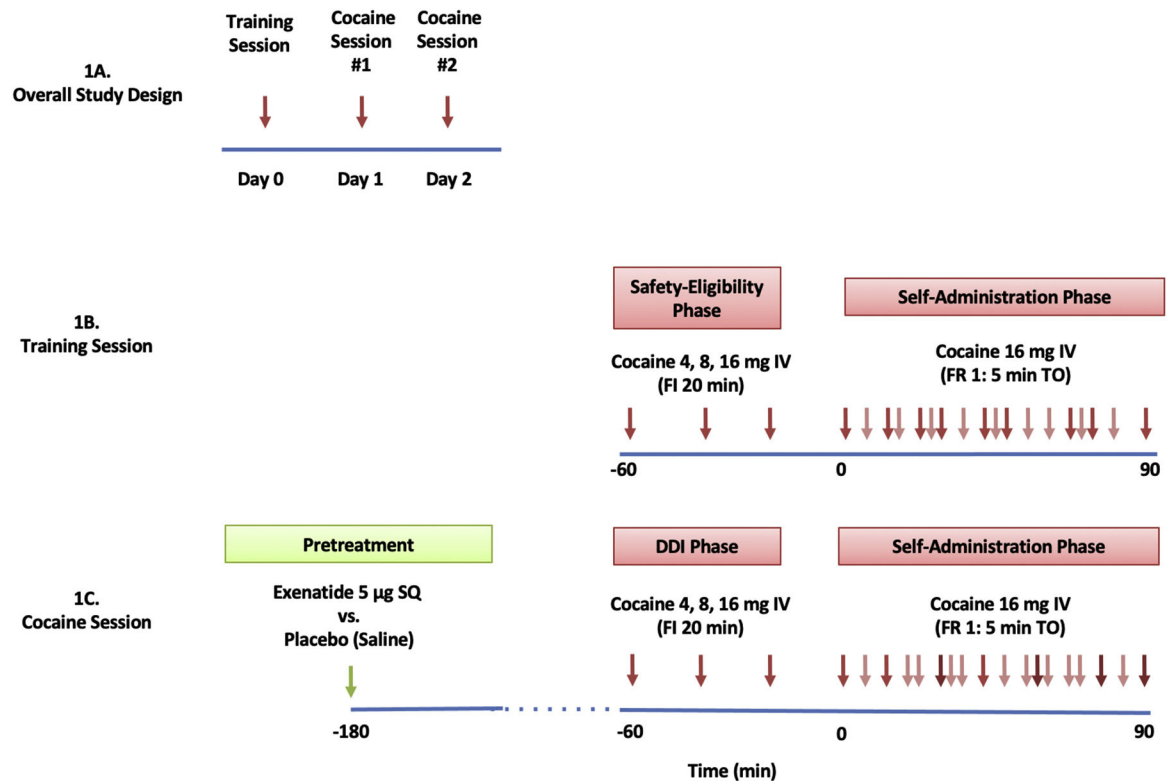 1A.
Overall Study Design
Training
Session
Cocaine
Session
#1
Cocaine
Session
#2
Day 0
Day 1
Day 2
1B.
Training Session
Safety-Eligibility
Phase
Self-Administration Phase
Cocaine 4, 8, 16 mg IV
(FI 20 min)
Cocaine 16 mg IV
(FR 1: 5 min TO)
-60
0
90
1C.
Cocaine Session
Pretreatment
DDI Phase
Self-Administration Phase
Exenatide 5 µg SQ
vs.
Placebo (Saline)
Cocaine 4, 8, 16 mg IV
(FI 20 min)
Cocaine 16 mg IV
(FR 1: 5 min TO)
-180
-60
0
90
Time (min)